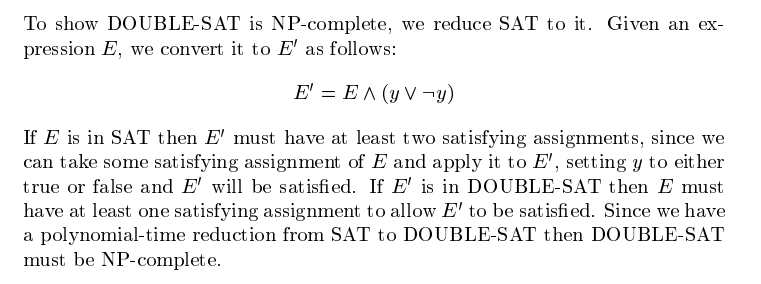 To show DOUBLE-SAT is NP-complete, we reduce SAT to it. Given an ex-
pression E, we convert it to E′ as follows:
E′ = E ∧ (y ∨ ¬y)
If E is in SAT then E′ must have at least two satisfying assignments, since we
can take some satisfying assignment of E and apply it to E′, setting y to either
true or false and E′ will be satisfied. If E′ is in DOUBLE-SAT then E must
have at least one satisfying assignment to allow E′ to be satisfied. Since we have
a polynomial-time reduction from SAT to DOUBLE-SAT then DOUBLE-SAT
must be NP-complete.